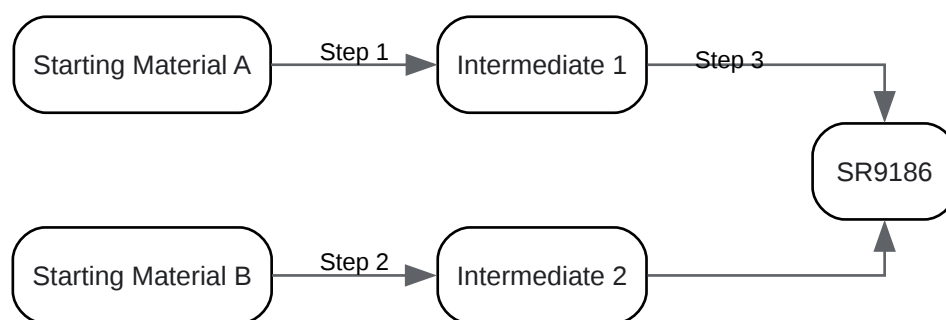 Starting Material A
Step 1
Intermediate 1
Step 3
SR9186
Starting Material B
Step 2
Intermediate 2